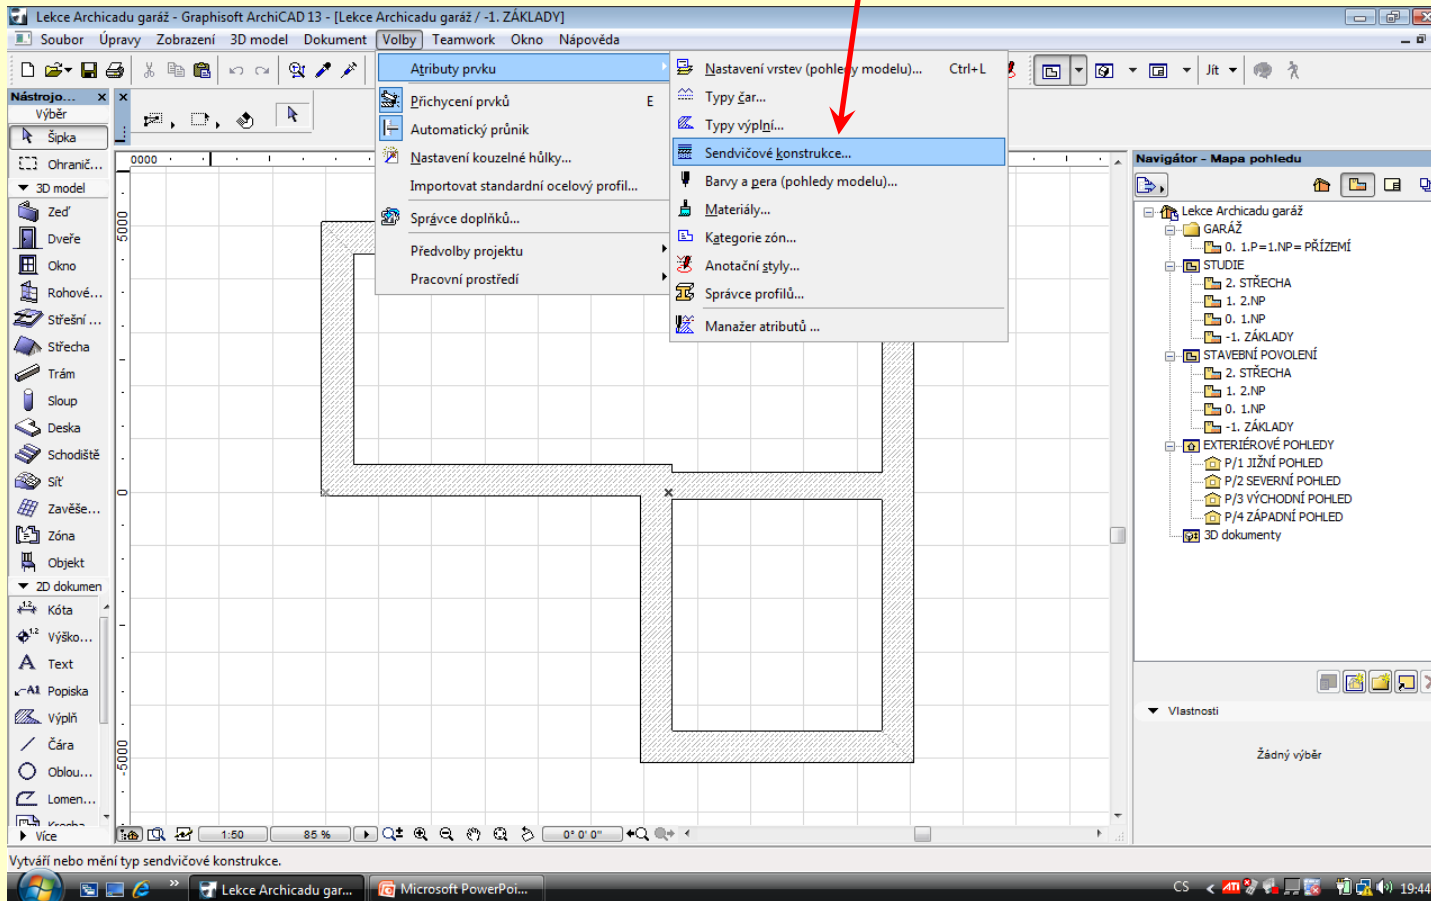 Lekce Archicadu garáž - Graphisoft ArchiCAD 13 - [Lekce Archicadu garáž / -1. ZÁKLADY]
Soubor Úpravy Zobrazení 3D model Dokument Volby Teamwork Okno Nápověda
Jít
Nástrojo...
Výběr
Šipka
Ohranič...
3D model
Zeď
Dveře
Okno
Rohové...
Střešní ...
Střecha
Trám
Sloup
Deska
Schodiště
Síť
Zavěše...
Zóna
Objekt
2D dokumen
Kóta
Výško...
Text
A1 Popiska
Výplň
Čára
Oblou...
Lomen...
Více
Atributy prvku
Přichycení prvků E
Automatický průnik
Nastavení kouzelné hůlky...
Importovat standardní ocelový profil...
Správce doplňků...
Předvolby projektu
Pracovní prostředí
Nastavení vrstev (pohledy modelu)... Ctrl+L
Typy čar...
Typy výplní...
Sendvičové konstrukce...
Barvy a pera (pohledy modelu)...
Materiály...
Kategorie zón...
Anotační styly...
Správce profilů...
Manažer atributů ...
0000
5000
0
-5000
Navigátor - Mapa pohledu
Lekce Archicadu garáž
GARÁŽ
0. 1.P=1.NP= PŘÍZEMÍ
STUDIE
2. STŘECHA
1. 2.NP
0. 1.NP
-1. ZÁKLADY
STAVEBNÍ POVOLENÍ
2. STŘECHA
1. 2.NP
0. 1.NP
-1. ZÁKLADY
EXTERIÉROVÉ POHLEDY
P/1 JIŽNÍ POHLED
P/2 SEVERNÍ POHLED
P/3 VÝCHODNÍ POHLED
P/4 ZÁPADNÍ POHLED
3D dokumenty
Vlastnosti
Žádný výběr
1:50 85 % 0° 0' 0"
Vytváří nebo mění typ sendvičové konstrukce.
Lekce Archicadu gar... Microsoft PowerPoi... CS ATI 19:44